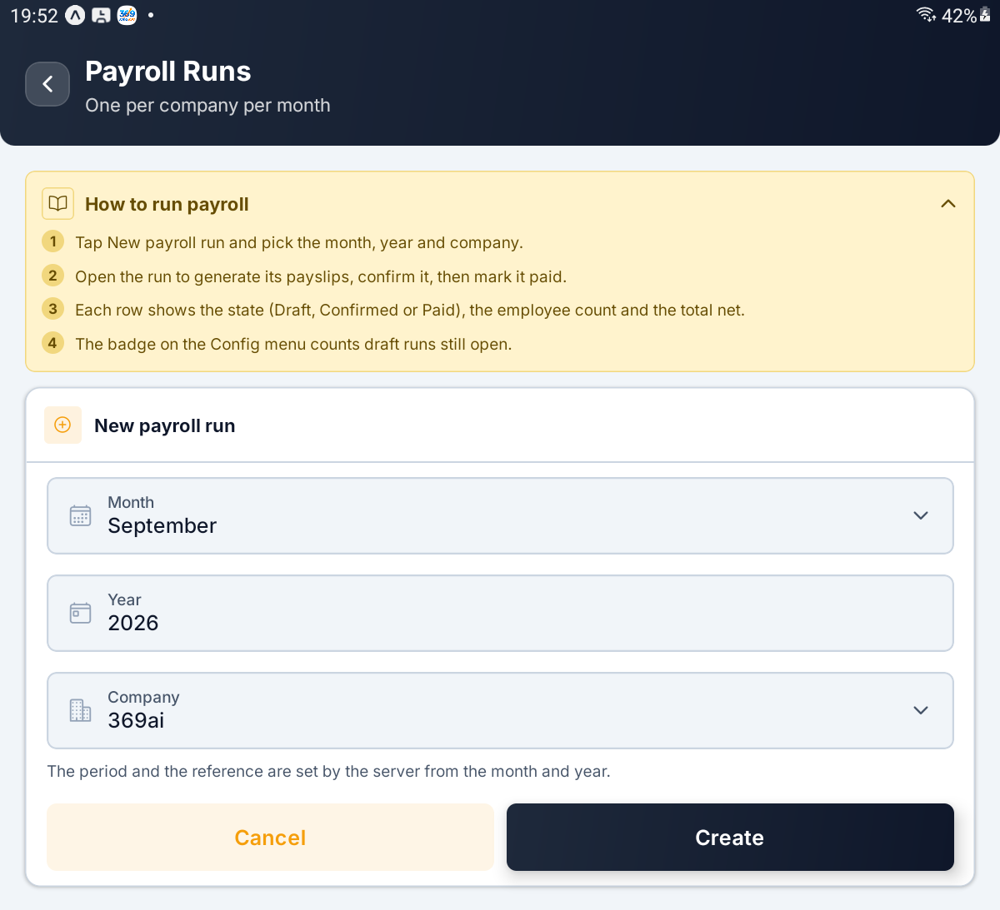 19:52
369
42%
Payroll Runs
One per company per month
How to run payroll
1 Tap New payroll run and pick the month, year and company.
2 Open the run to generate its payslips, confirm it, then mark it paid.
3 Each row shows the state (Draft, Confirmed or Paid), the employee count and the total net.
4 The badge on the Config menu counts draft runs still open.
New payroll run
Month
September
Year
2026
Company
369ai
The period and the reference are set by the server from the month and year.
Cancel
Create